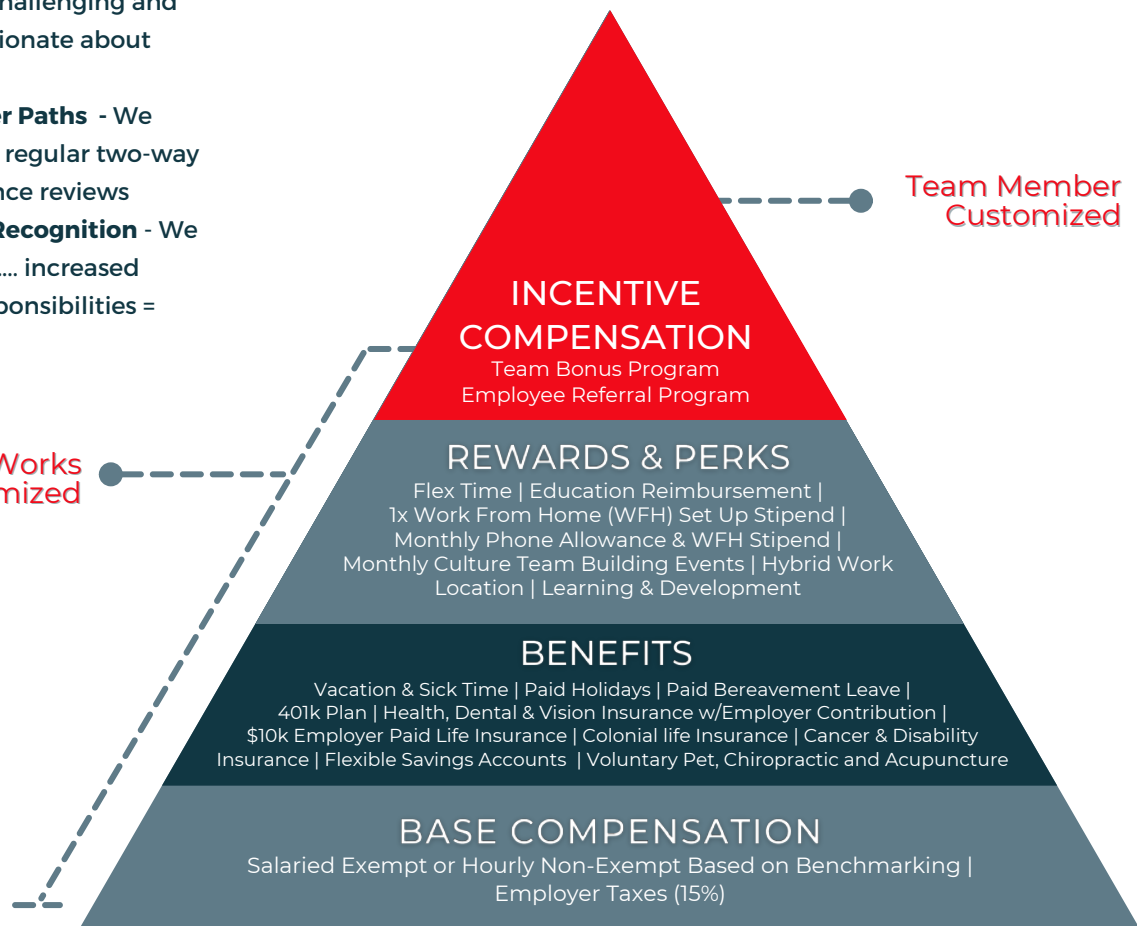 hallenging and
ionate about
er Paths - We
regular two-way
nce reviews
Recognition - We
.... increased
ponsibilities =
Works
mized
Team Member
Customized
INCENTIVE
COMPENSATION
Team Bonus Program
Employee Referral Program
REWARDS & PERKS
Flex Time | Education Reimbursement |
1x Work From Home (WFH) Set Up Stipend |
Monthly Phone Allowance & WFH Stipend |
Monthly Culture Team Building Events | Hybrid Work
Location | Learning & Development
BENEFITS
Vacation & Sick Time | Paid Holidays | Paid Bereavement Leave |
401k Plan | Health, Dental & Vision Insurance w/Employer Contribution |
$10k Employer Paid Life Insurance | Colonial life Insurance | Cancer & Disability
Insurance | Flexible Savings Accounts | Voluntary Pet, Chiropractic and Acupuncture
BASE COMPENSATION
Salaried Exempt or Hourly Non-Exempt Based on Benchmarking |
Employer Taxes (15%)